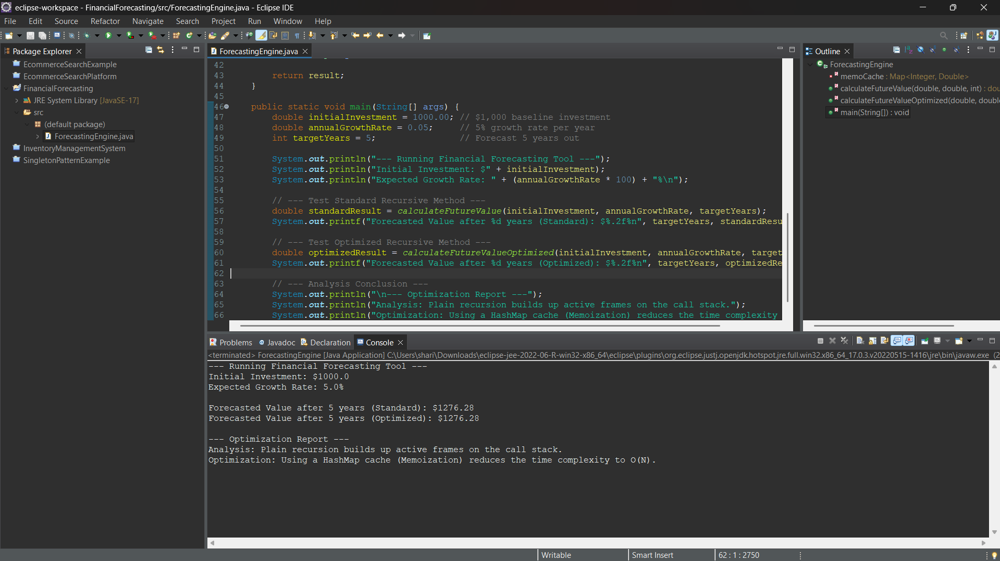 eclipse-workspace - FinancialForecasting/src/ForecastingEngine.java - Eclipse IDE
File Edit Source Refactor Navigate Search Project Run Window Help
Package Explorer
EcommerceSearchExample
EcommerceSearchPlatform
FinancialForecasting
JRE System Library [JavaSE-17]
src
(default package)
ForecastingEngine.java
InventoryManagementSystem
SingletonPatternExample
ForecastingEngine.java
42
43 return result;
44 }
45
46 public static void main(String[] args) {
47 double initialInvestment = 1000.00; // $1,000 baseline investment
48 double annualGrowthRate = 0.05; // 5% growth rate per year
49 int targetYears = 5; // Forecast 5 years out
50
51 System.out.println("--- Running Financial Forecasting Tool ---");
52 System.out.println("Initial Investment: $" + initialInvestment);
53 System.out.println("Expected Growth Rate: " + (annualGrowthRate * 100) + "%\n");
54
55 // --- Test Standard Recursive Method ---
56 double standardResult = calculateFutureValue(initialInvestment, annualGrowthRate, targetYears);
57 System.out.printf("Forecasted Value after %d years (Standard): $%.2f%n", targetYears, standardResu
58
59 // --- Test Optimized Recursive Method ---
60 double optimizedResult = calculateFutureValueOptimized(initialInvestment, annualGrowthRate, target
61 System.out.printf("Forecasted Value after %d years (Optimized): $%.2f%n", targetYears, optimizedRe
62
63 // --- Analysis Conclusion ---
64 System.out.println("\n--- Optimization Report ---");
65 System.out.println("Analysis: Plain recursion builds up active frames on the call stack.");
66 System.out.println("Optimization: Using a HashMap cache (Memoization) reduces the time complexity
Outline
ForecastingEngine
memoCache : Map<Integer, Double>
calculateFutureValue(double, double, int) : dou
calculateFutureValueOptimized(double, doubl
main(String[]) : void
Problems Javadoc Declaration Console
<terminated> ForecastingEngine [Java Application] C:\Users\shari\Downloads\eclipse-jee-2022-06-R-win32-x86_64\eclipse\plugins\org.eclipse.justj.openjdk.hotspot.jre.full.win32.x86_64_17.0.3.v20220515-1416\jre\bin\javaw.exe (2
--- Running Financial Forecasting Tool ---
Initial Investment: $1000.0
Expected Growth Rate: 5.0%
Forecasted Value after 5 years (Standard): $1276.28
Forecasted Value after 5 years (Optimized): $1276.28
--- Optimization Report ---
Analysis: Plain recursion builds up active frames on the call stack.
Optimization: Using a HashMap cache (Memoization) reduces the time complexity to O(N).
Writable Smart Insert 62 : 1 : 2750